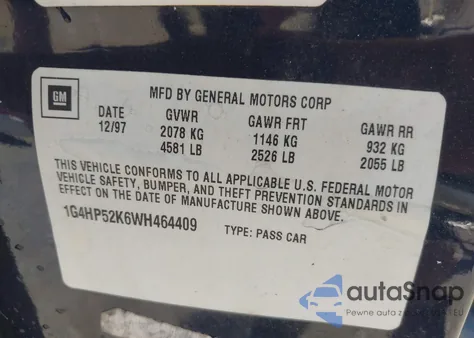 GM
MFD BY GENERAL MOTORS CORP
DATE GVWR GAWR FRT GAWR RR
12/97 2078 KG 1146 KG 932 KG
4581 LB 2526 LB 2055 LB
THIS VEHICLE CONFORMS TO ALL APPLICABLE U.S. FEDERAL MOTOR
VEHICLE SAFETY, BUMPER, AND THEFT PREVENTION STANDARDS IN
EFFECT ON THE DATE OF MANUFACTURE SHOWN ABOVE.
1G4HP52K6WH464409 TYPE: PASS CAR
autoSnap
Pewne auto z